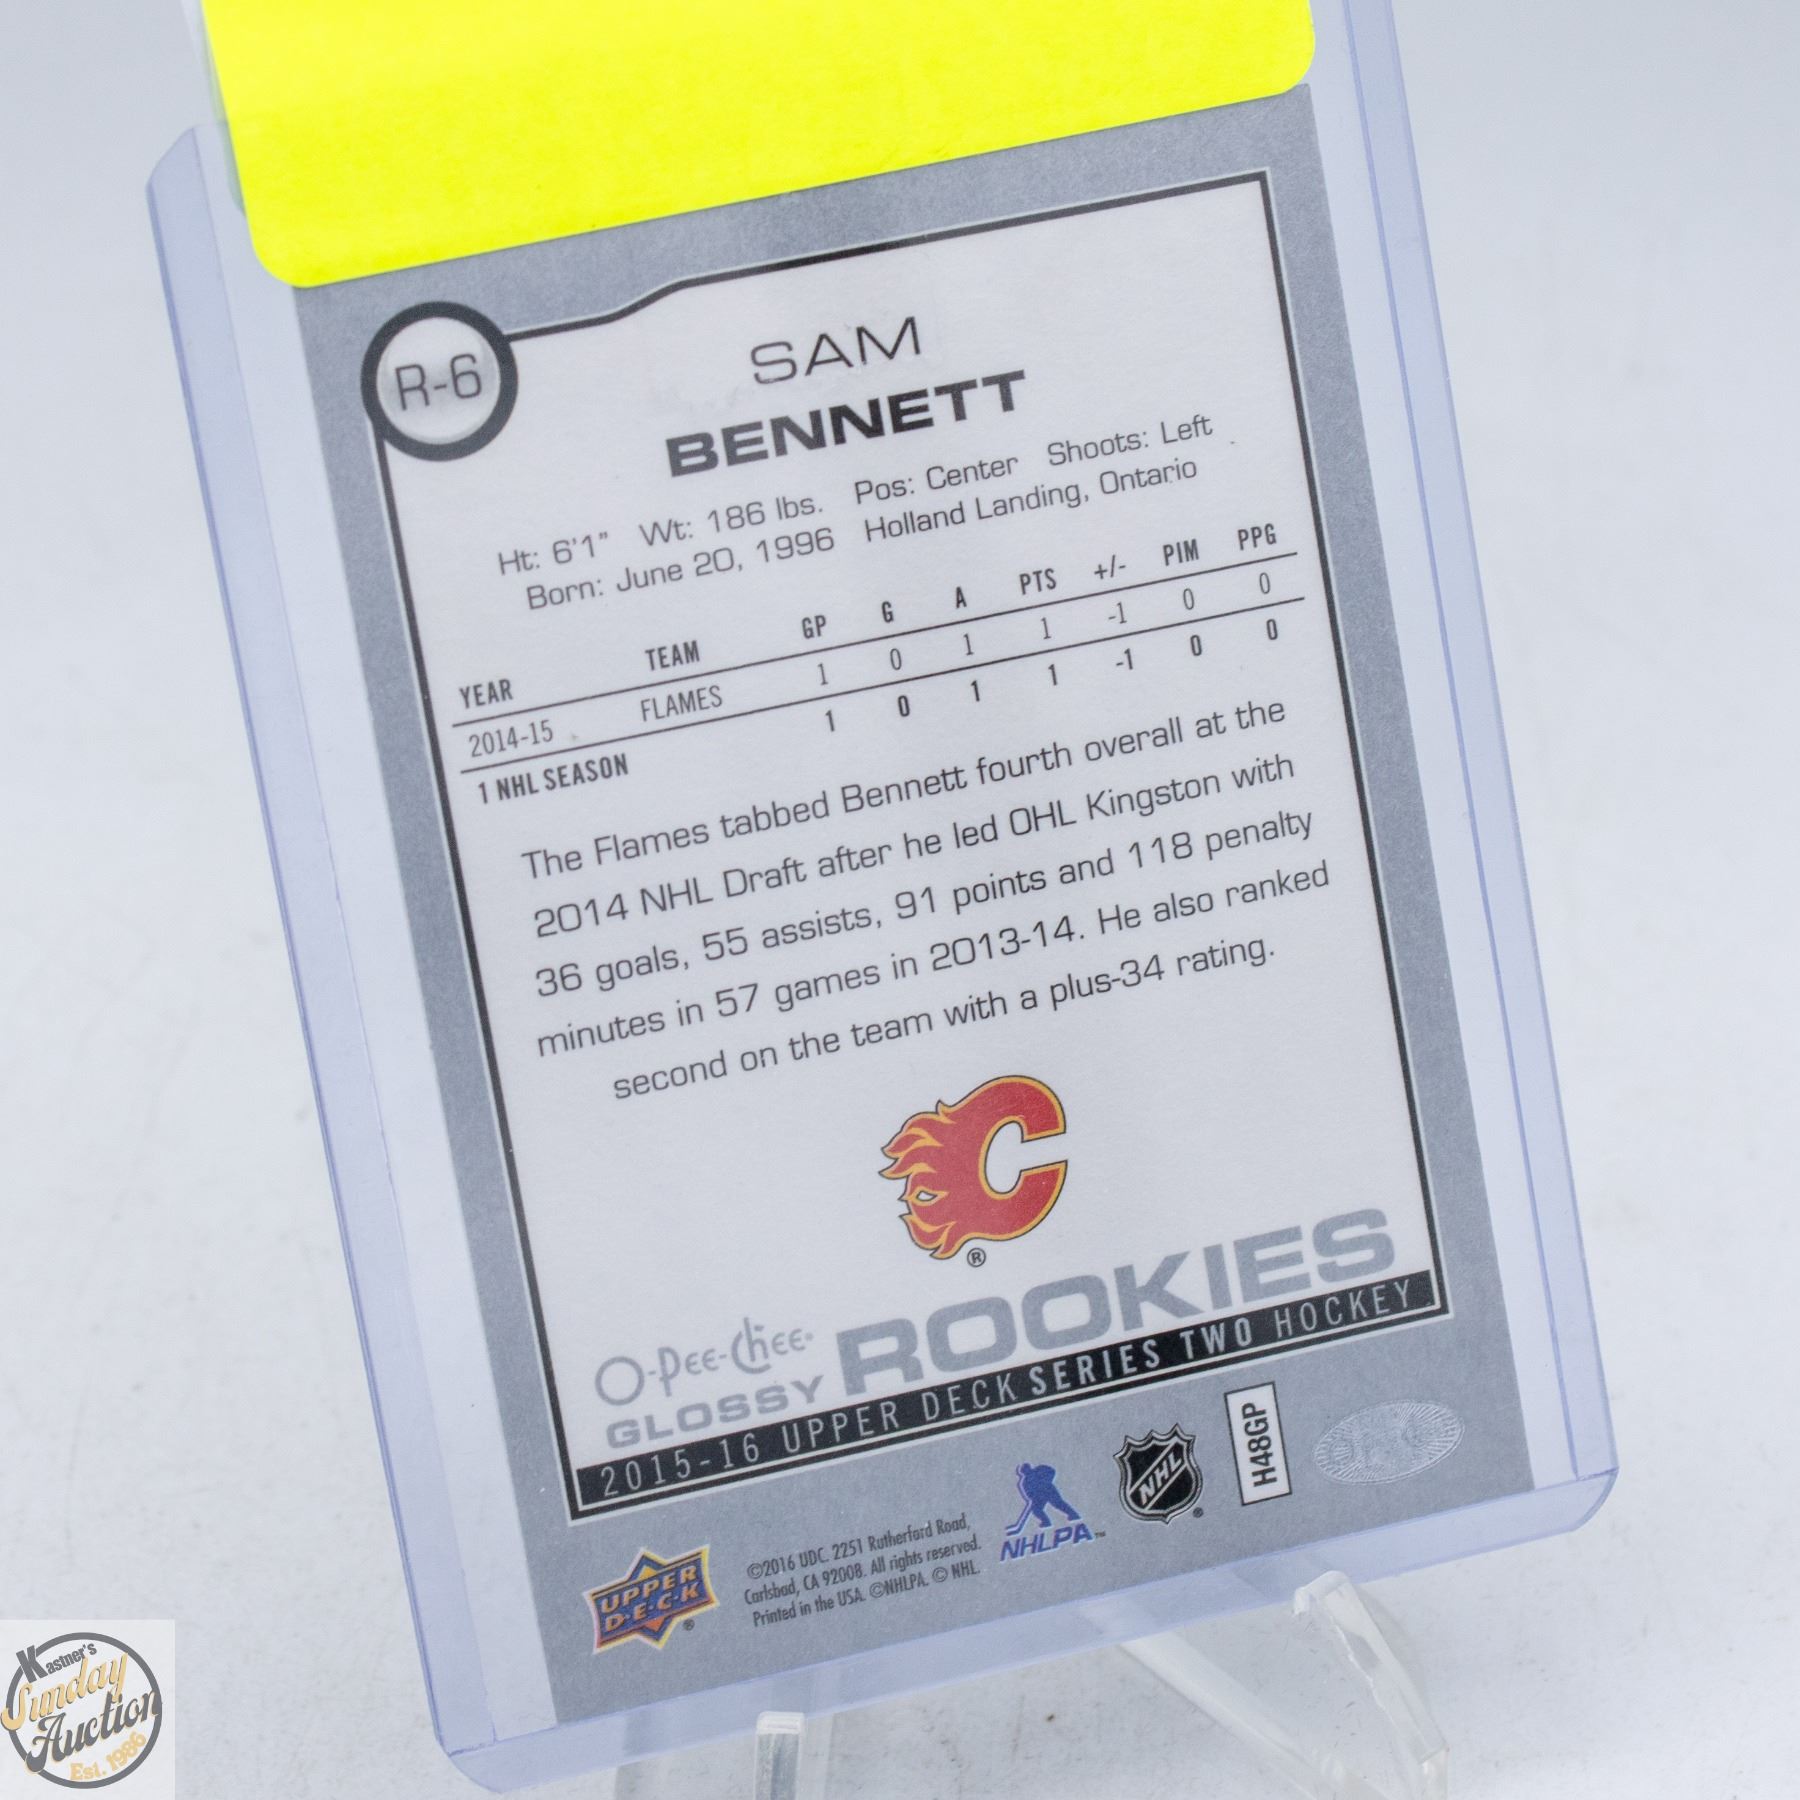 R-6
SAM
BENNETT
Ht: 6'1" Wt: 186 lbs. Pos: Center Shoots: Left
Born: June 20, 1996 Holland Landing, Ontario
YEAR TEAM GP G A PTS +/- PIM PPG
2014-15 FLAMES 1 0 1 1 -1 0 0
1 NHL SEASON 1 0 1 1 -1 0 0
The Flames tabbed Bennett fourth overall at the
2014 NHL Draft after he led OHL Kingston with
36 goals, 55 assists, 91 points and 118 penalty
minutes in 57 games in 2013-14. He also ranked
second on the team with a plus-34 rating.
C
®
O-Pee-Chee®
GLOSSY ROOKIES
2015-16 UPPER DECK SERIES TWO HOCKEY
UPPER
D·E·C·K
®
©2016 UDC. 2251 Rutherford Road,
Carlsbad, CA 92008. All rights reserved.
Printed in the USA. ©NHLPA. © NHL.
NHLPA™
NHL
®
H48GP
Kastner's
Sunday
Auction
Est. 1986